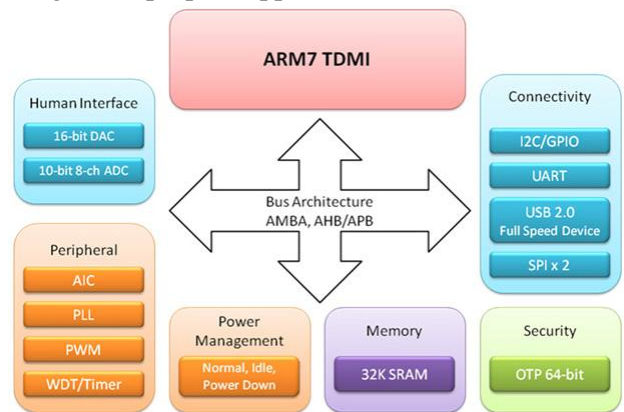 ARM7 TDMI
Human Interface
16-bit DAC
10-bit 8-ch ADC
Connectivity
I2C/GPIO
UART
USB 2.0
Full Speed Device
SPI x 2
Bus Architecture
AMBA, AHB/APB
Peripheral
AIC
PLL
PWM
WDT/Timer
Power
Management
Normal, Idle,
Power Down
Memory
32K SRAM
Security
OTP 64-bit